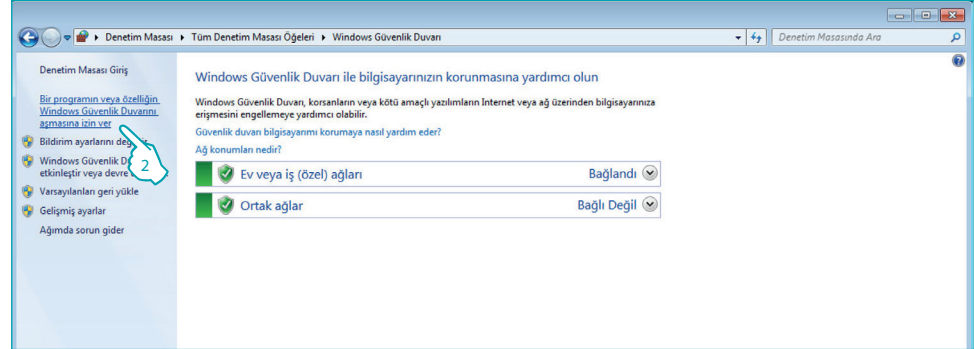 Denetim Masası ▸ Tüm Denetim Masası Öğeleri ▸ Windows Güvenlik Duvarı
Denetim Masasında Ara
Denetim Masası Giriş
Bir programın veya özelliğin
Windows Güvenlik Duvarını
aşmasına izin ver
Bildirim ayarlarını
Windows Güvenlik
etkinleştir veya devre
Varsayılanları geri yükle
Gelişmiş ayarlar
Ağımda sorun gider
2
Windows Güvenlik Duvarı ile bilgisayarınızın korunmasına yardımcı olun
Windows Güvenlik Duvarı, korsanların veya kötü amaçlı yazılımların Internet veya ağ üzerinden bilgisayarınıza
erişmesini engellemeye yardımcı olabilir.
Güvenlik duvarı bilgisayarımı korumaya nasıl yardım eder?
Ağ konumları nedir?
Ev veya iş (özel) ağları Bağlandı
Ortak ağlar Bağlı Değil